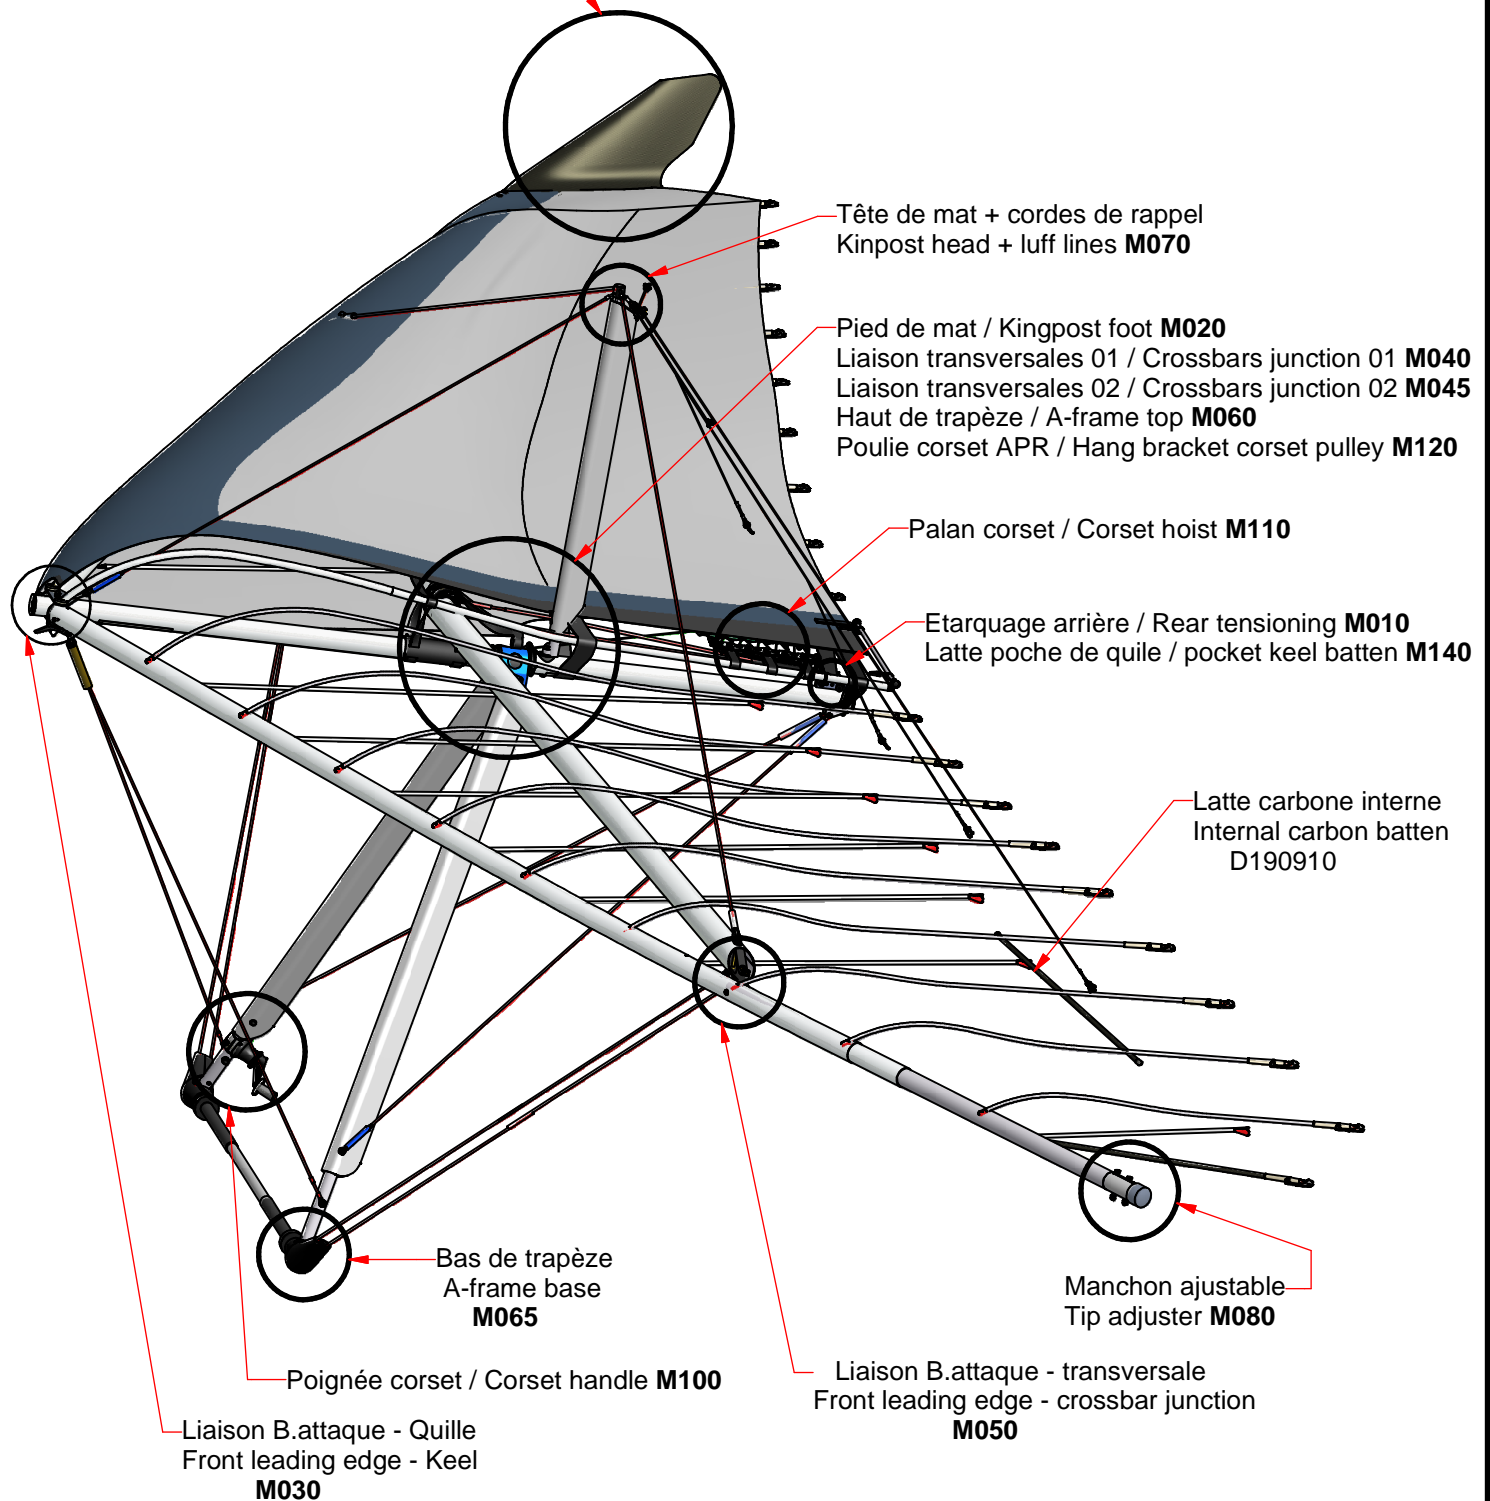 Tête de mat + cordes de rappel
Kinpost head + luff lines M070
Pied de mat / Kingpost foot M020
Liaison transversales 01 / Crossbars junction 01 M040
Liaison transversales 02 / Crossbars junction 02 M045
Haut de trapèze / A-frame top M060
Poulie corset APR / Hang bracket corset pulley M120
Palan corset / Corset hoist M110
Etarquage arrière / Rear tensioning M010
Latte poche de quile / pocket keel batten M140
Latte carbone interne
Internal carbon batten
D190910
Bas de trapèze
A-frame base
M065
Manchon ajustable
Tip adjuster M080
Poignée corset / Corset handle M100
Liaison B.attaque - transversale
Front leading edge - crossbar junction
M050
Liaison B.attaque - Quille
Front leading edge - Keel
M030